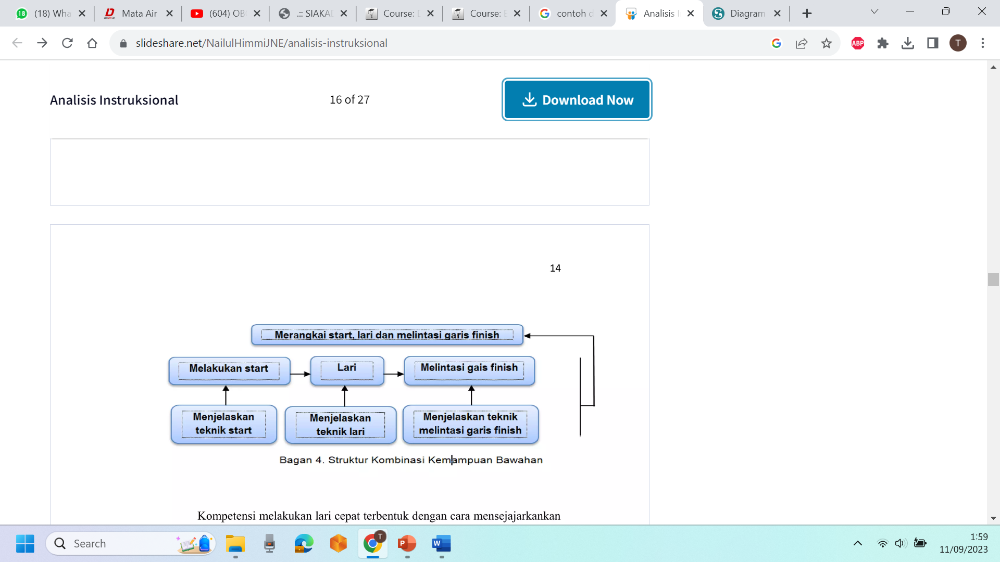 (18) Wha
Mata Air
(604) OB
.:: SIAKAD
Course: D
Course: E
contoh d
Analisis I
Diagram
slideshare.net/NailulHimmiJNE/analisis-instruksional
ABP
T
Analisis Instruksional
16 of 27
Download Now
14
Merangkai start, lari dan melintasi garis finish
Melakukan start
Lari
Melintasi gais finish
Menjelaskan
teknik start
Menjelaskan
teknik lari
Menjelaskan teknik
melintasi garis finish
Bagan 4. Struktur Kombinasi Kemampuan Bawahan
Kompetensi melakukan lari cepat terbentuk dengan cara mensejajarkankan
Search
1:59
11/09/2023